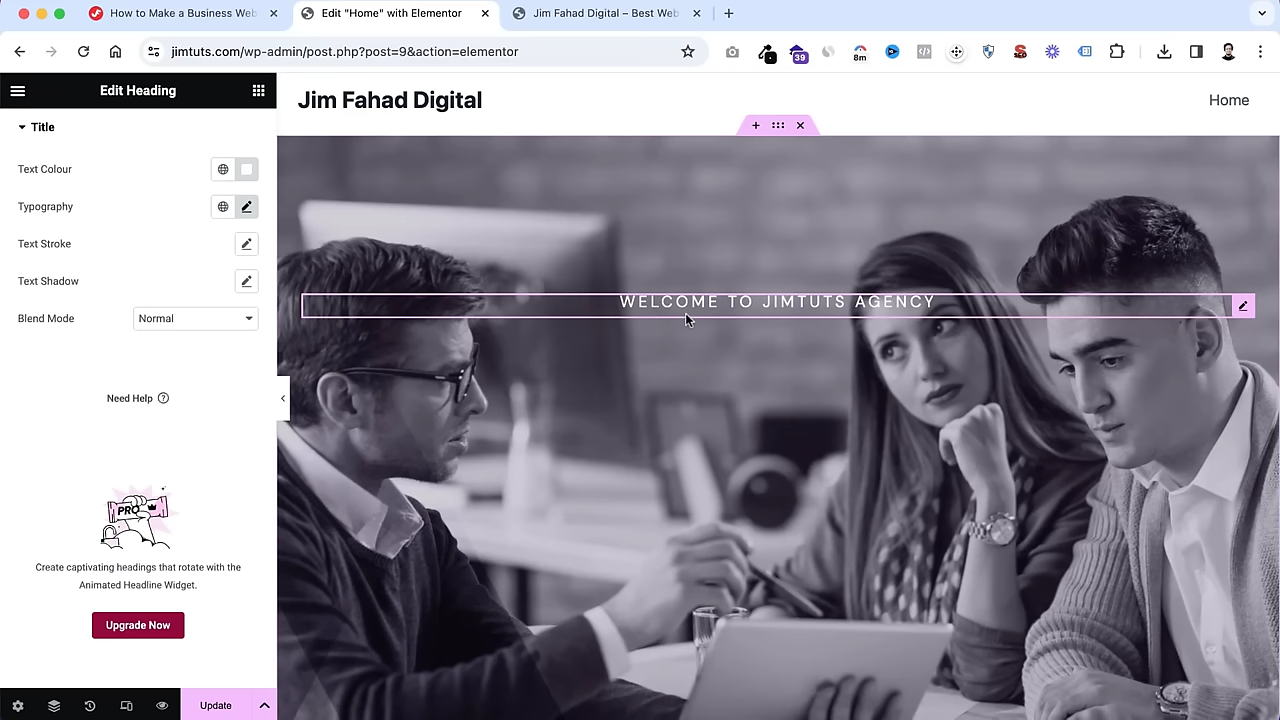 How to Make a Business Web
Edit "Home" with Elementor
Jim Fahad Digital – Best Web
jimtuts.com/wp-admin/post.php?post=9&action=elementor
39
8m
Edit Heading
Jim Fahad Digital
Home
Title
Text Colour
Typography
Text Stroke
Text Shadow
Blend Mode
Normal
WELCOME TO JIMTUTS AGENCY
Need Help
PRO
Create captivating headings that rotate with the
Animated Headline Widget.
Upgrade Now
Update